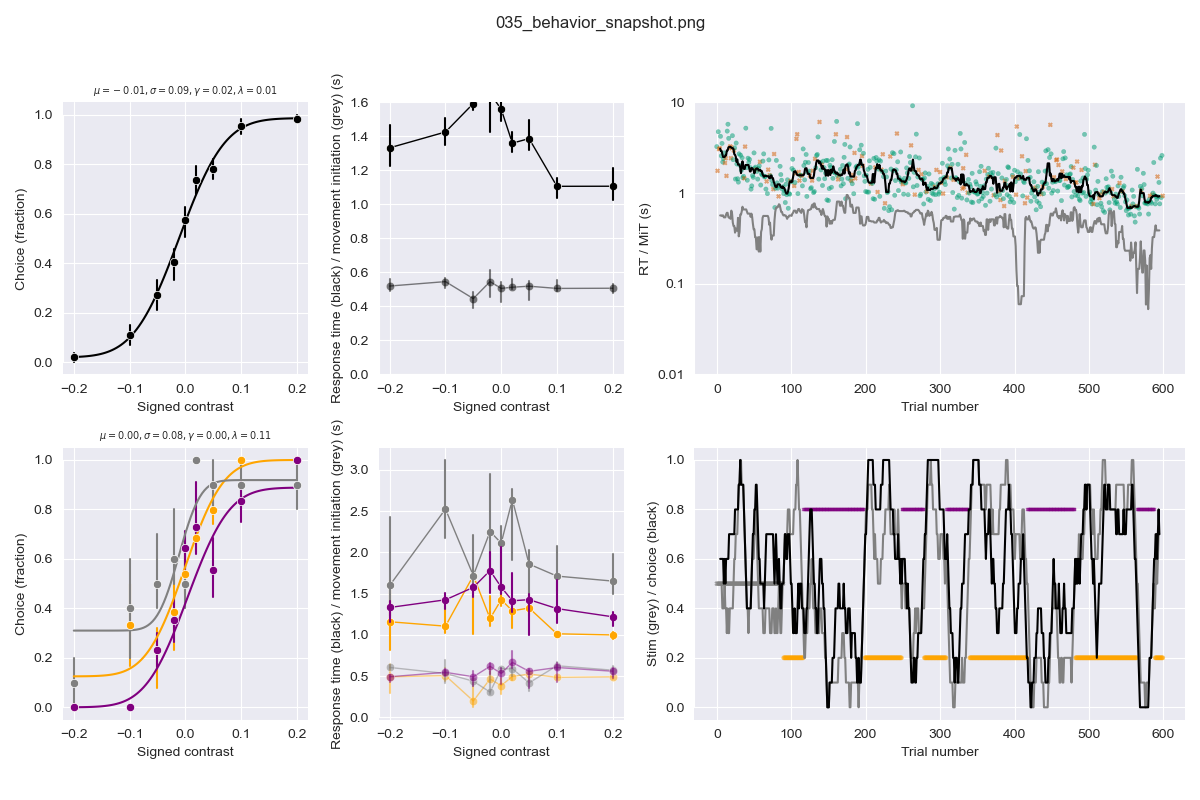 035_behavior_snapshot.png
μ = − 0.01, σ = 0.09, γ = 0.02, λ = 0.01
Choice (fraction)
1.0
0.8
0.6
0.4
0.2
0.0
−0.2 −0.1 0.0 0.1 0.2
Signed contrast
Response time (black) / movement initiation (grey) (s)
1.6
1.4
1.2
1.0
0.8
0.6
0.4
0.2
0.0
−0.2 −0.1 0.0 0.1 0.2
Signed contrast
RT / MiT (s)
10
1
0.1
0.01
0 100 200 300 400 500 600
Trial number
μ = 0.00, σ = 0.08, γ = 0.00, λ = 0.11
Choice (fraction)
1.0
0.8
0.6
0.4
0.2
0.0
−0.2 −0.1 0.0 0.1 0.2
Signed contrast
Response time (black) / movement initiation (grey) (s)
3.0
2.5
2.0
1.5
1.0
0.5
0.0
−0.2 −0.1 0.0 0.1 0.2
Signed contrast
Stim (grey) / choice (black)
1.0
0.8
0.6
0.4
0.2
0.0
0 100 200 300 400 500 600
Trial number